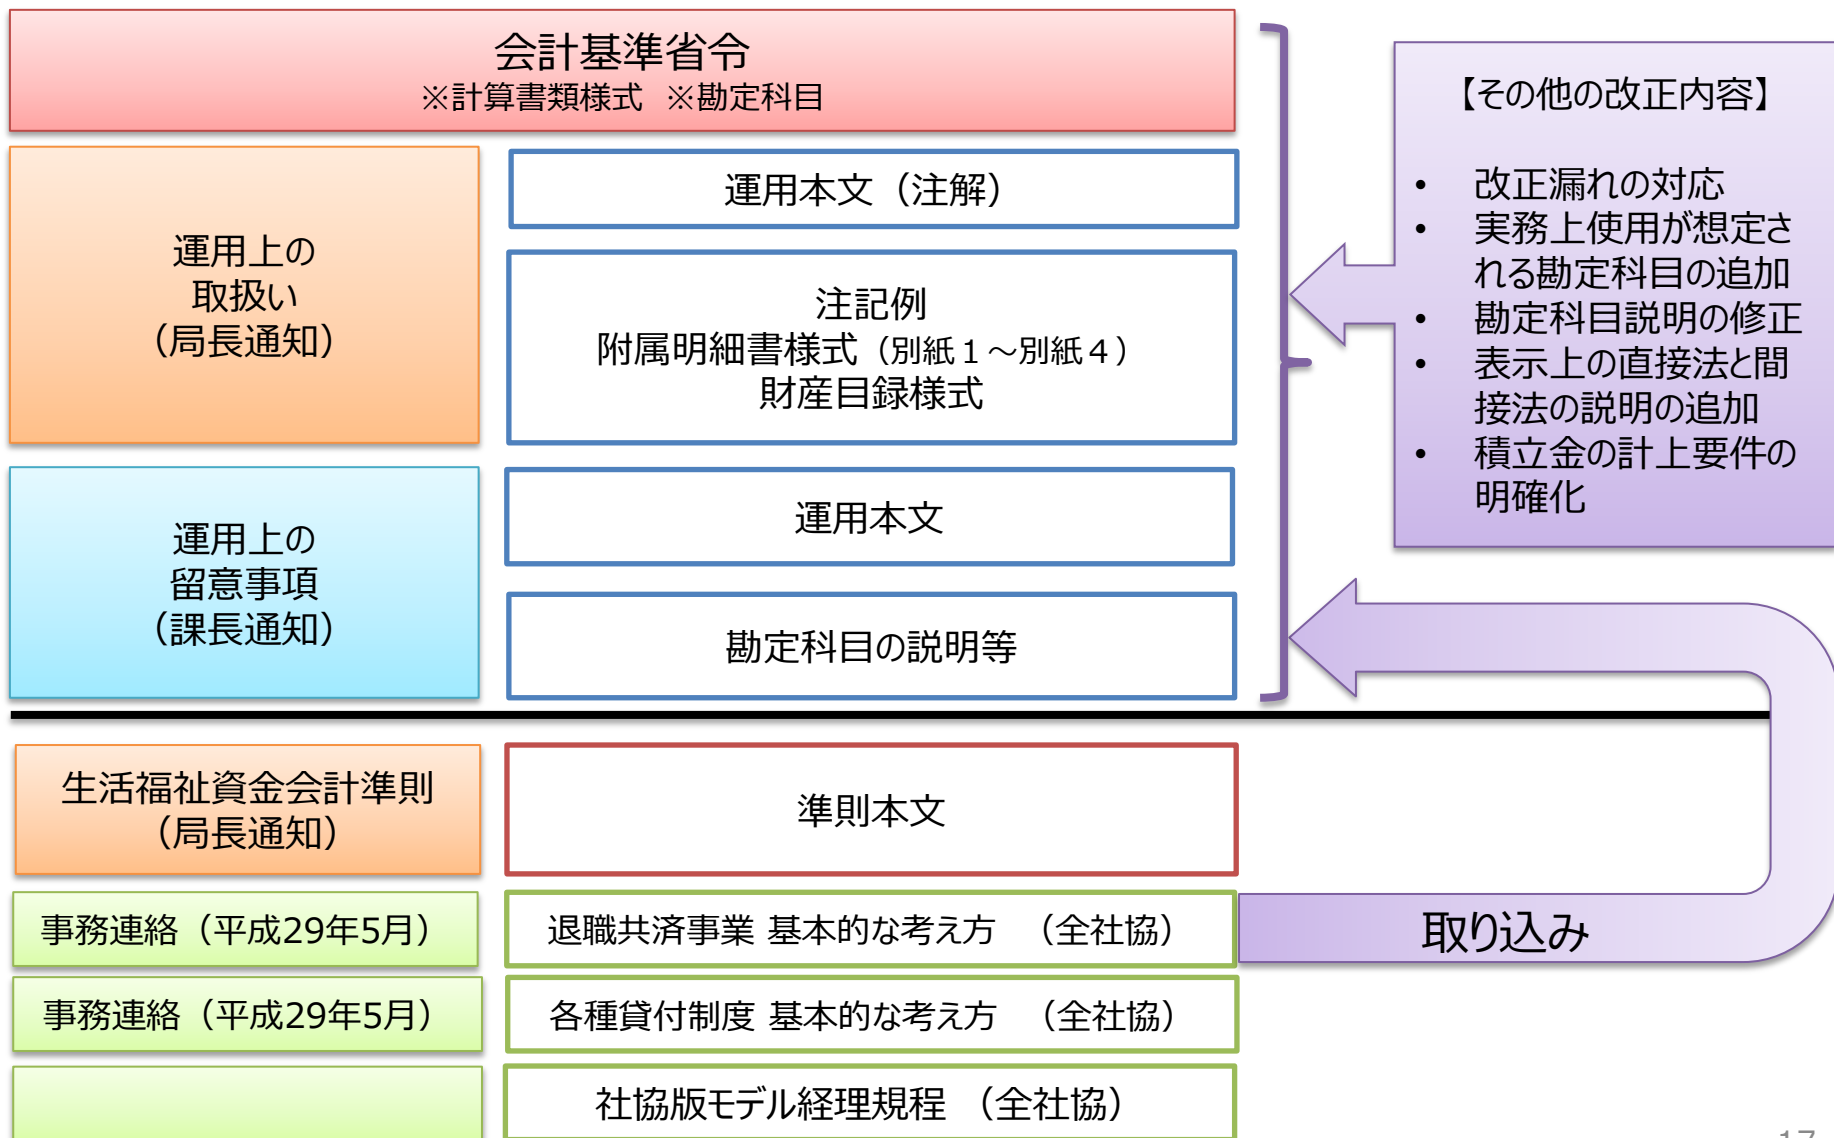 会計基準省令
※計算書類様式 ※勘定科目
運用上の
取扱い
（局長通知）
運用本文（注解）
注記例
附属明細書様式（別紙１～別紙４）
財産目録様式
運用上の
留意事項
（課長通知）
運用本文
勘定科目の説明等
【その他の改正内容】
• 改正漏れの対応
• 実務上使用が想定さ
れる勘定科目の追加
• 勘定科目説明の修正
• 表示上の直接法と間
接法の説明の追加
• 積立金の計上要件の
明確化
生活福祉資金会計準則
（局長通知）
準則本文
事務連絡（平成29年5月）
退職共済事業 基本的な考え方 （全社協）
取り込み
事務連絡（平成29年5月）
各種貸付制度 基本的な考え方 （全社協）
社協版モデル経理規程 （全社協）
17